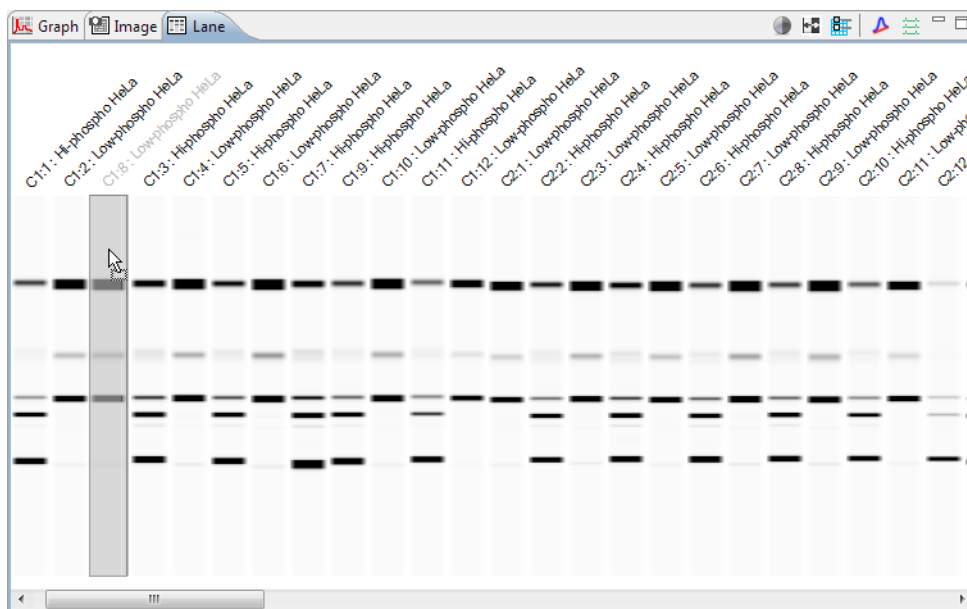 Graph
Image
Lane
C1:1 : Hi-phospho HeLa
C1:2 : Low-phospho HeLa
C1:8 : Low-phospho HeLa
C1:3 : Hi-phospho HeLa
C1:4 : Low-phospho HeLa
C1:5 : Hi-phospho HeLa
C1:6 : Low-phospho HeLa
C1:7 : Hi-phospho HeLa
C1:9 : Hi-phospho HeLa
C1:10 : Low-phospho HeLa
C1:11 : Hi-phospho HeLa
C1:12 : Low-phospho HeLa
C2:1 : Low-phospho HeLa
C2:2 : Hi-phospho HeLa
C2:3 : Low-phospho HeLa
C2:4 : Hi-phospho HeLa
C2:5 : Low-phospho HeLa
C2:6 : Hi-phospho HeLa
C2:7 : Low-phospho HeLa
C2:8 : Hi-phospho HeLa
C2:9 : Low-phospho HeLa
C2:10 : Hi-phospho HeLa
C2:11 : Low-
C2:12